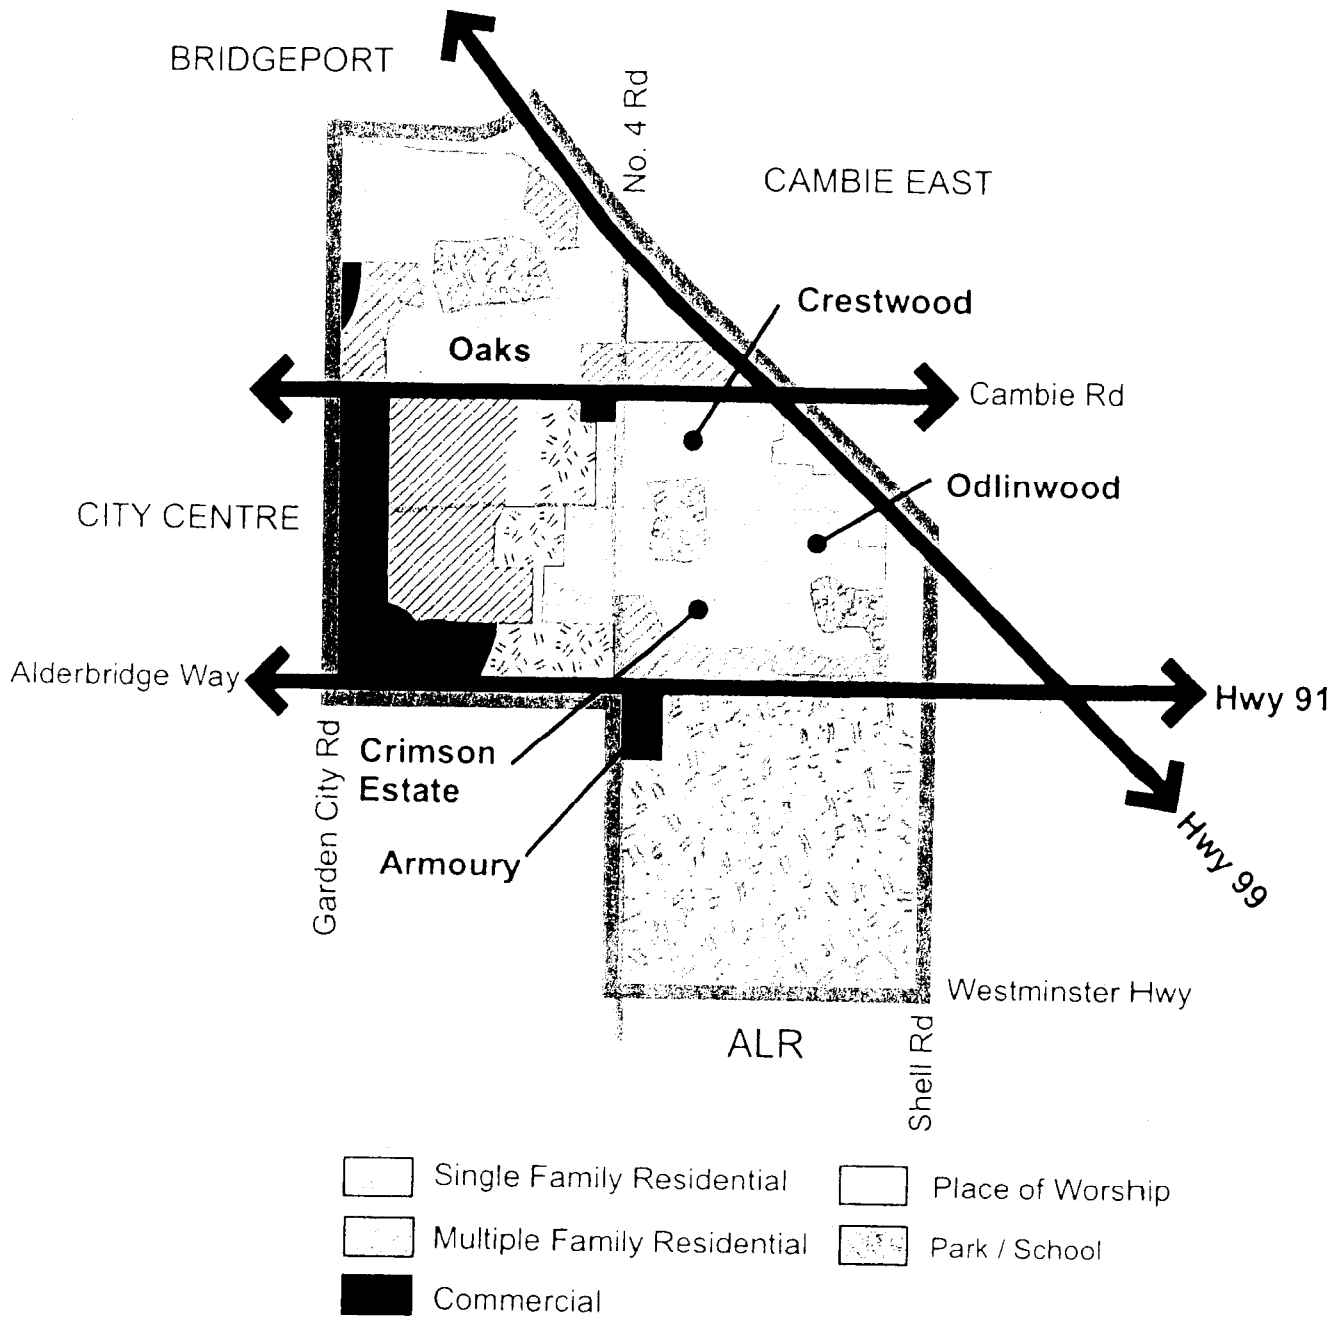 BRIDGEPORT
No. 4 Rd
CAMBIE EAST
Crestwood
Oaks
Cambie Rd
Odlinwood
CITY CENTRE
Alderbridge Way
Hwy 91
Garden City Rd
Crimson
Estate
Armoury
Hwy 99
Westminster Hwy
ALR
Shell Rd
Single Family Residential
Place of Worship
Multiple Family Residential
Park / School
Commercial